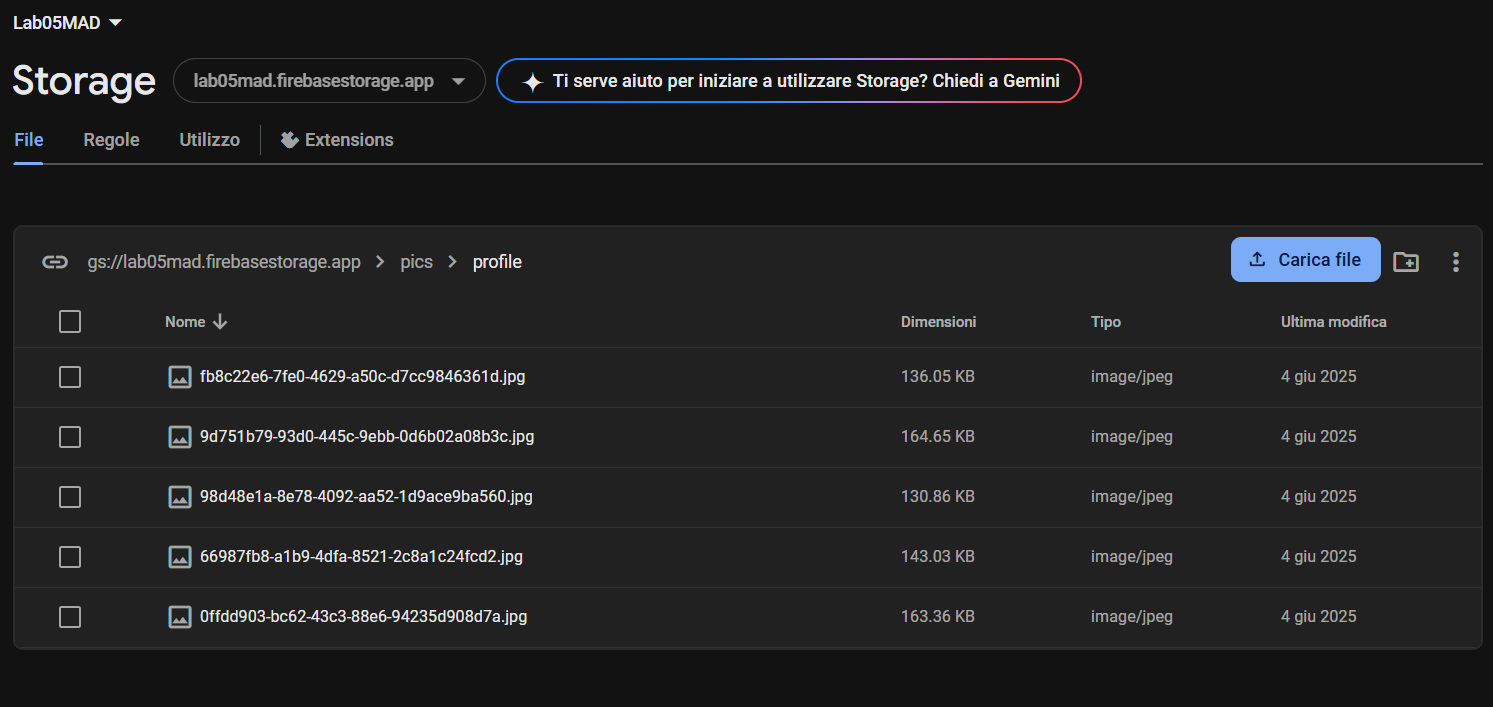 Lab05MAD
Storage lab05mad.firebasestorage.app Ti serve aiuto per iniziare a utilizzare Storage? Chiedi a Gemini
File Regole Utilizzo Extensions
gs://lab05mad.firebasestorage.app > pics > profile Carica file
Nome Dimensioni Tipo Ultima modifica
fb8c22e6-7fe0-4629-a50c-d7cc9846361d.jpg 136.05 KB image/jpeg 4 giu 2025
9d751b79-93d0-445c-9ebb-0d6b02a08b3c.jpg 164.65 KB image/jpeg 4 giu 2025
98d48e1a-8e78-4092-aa52-1d9ace9ba560.jpg 130.86 KB image/jpeg 4 giu 2025
66987fb8-a1b9-4dfa-8521-2c8a1c24fcd2.jpg 143.03 KB image/jpeg 4 giu 2025
0ffdd903-bc62-43c3-88e6-94235d908d7a.jpg 163.36 KB image/jpeg 4 giu 2025